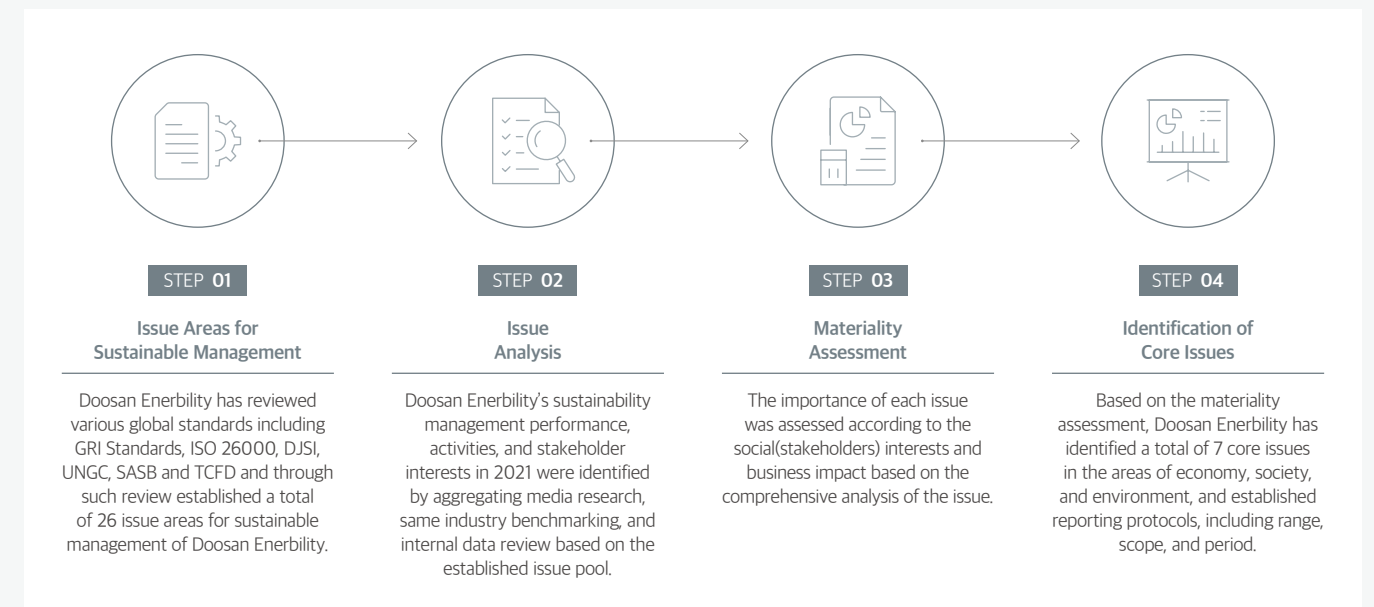 STEP 01
Issue Areas for
Sustainable Management
Doosan Enerbility has reviewed
various global standards including
GRI Standards, ISO 26000, DJSI,
UNGC, SASB and TCFD and through
such review established a total
of 26 issue areas for sustainable
management of Doosan Enerbility.
STEP 02
Issue
Analysis
Doosan Enerbility's sustainability
management performance,
activities, and stakeholder
interests in 2021 were identified
by aggregating media research,
same industry benchmarking, and
internal data review based on the
established issue pool.
STEP 03
Materiality
Assessment
The importance of each issue
was assessed according to the
social(stakeholders) interests and
business impact based on the
comprehensive analysis of the issue.
STEP 04
Identification of
Core Issues
Based on the materiality
assessment, Doosan Enerbility has
identified a total of 7 core issues
in the areas of economy, society,
and environment, and established
reporting protocols, including range,
scope, and period.